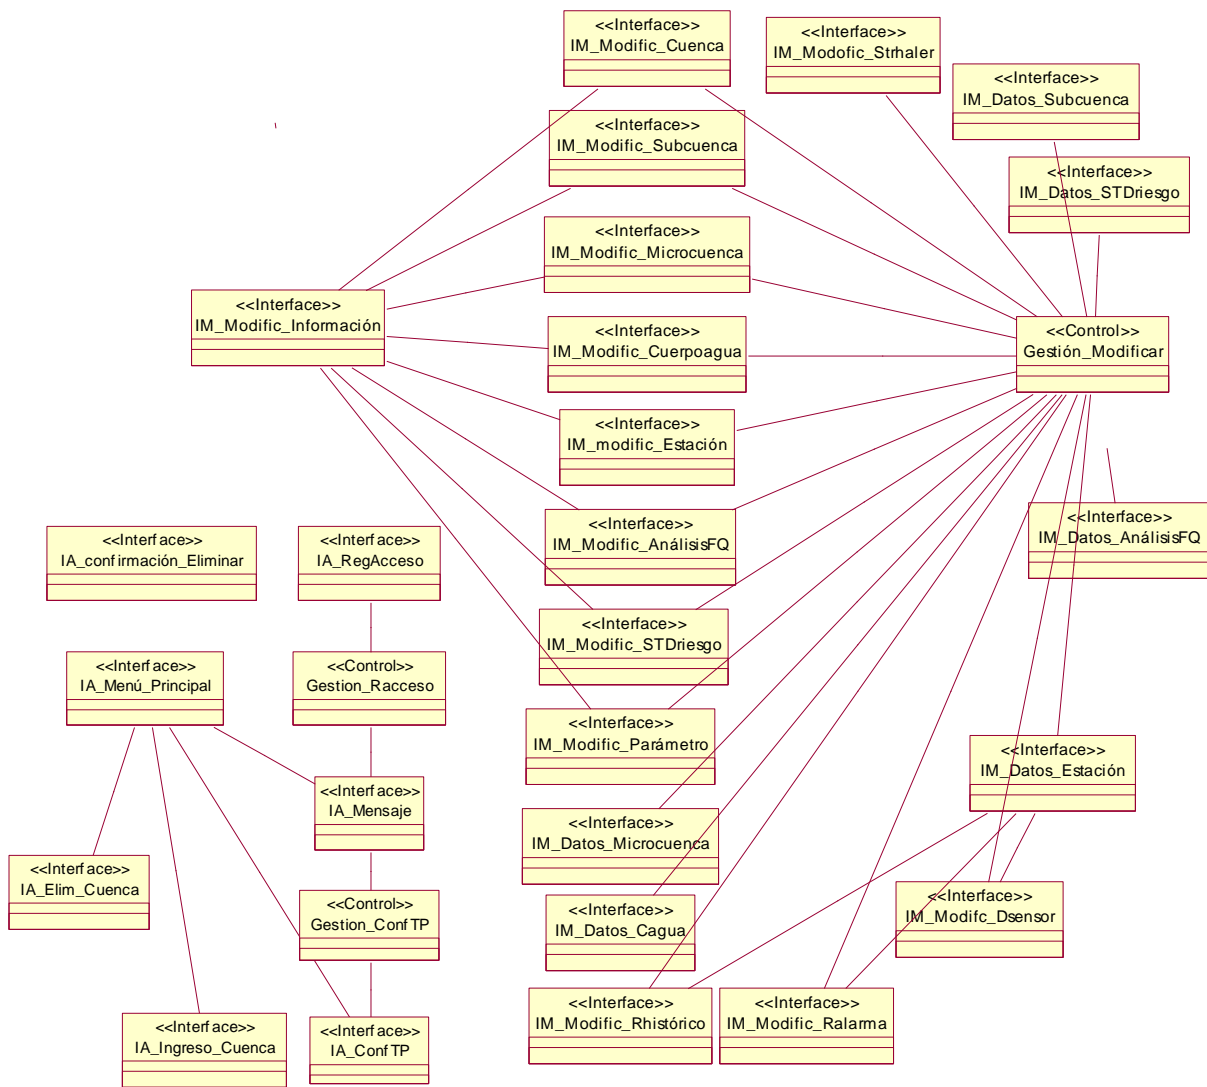 <<Interface>>
IM_Modific_Cuenca
<<Interface>>
IM_Modofic_Strhaler
<<Interface>>
IM_Datos_Subcuenca
<<Interface>>
IM_Modific_Subcuenca
<<Interface>>
IM_Datos_STDriesgo
<<Interface>>
IM_Modific_Microcuenca
<<Interface>>
IM_Modific_Información
<<Interface>>
IM_Modific_Cuerpoagua
<<Control>>
Gestión_Modificar
<<Interface>>
IM_modific_Estación
<<Interface>>
IM_Modific_AnálisisFQ
<<Interface>>
IM_Datos_AnálisisFQ
<<Interface>>
IA_confirmación_Eliminar
<<Interface>>
IA_RegAcceso
<<Interface>>
IM_Modific_STDriesgo
<<Interface>>
IA_Menú_Principal
<<Control>>
Gestion_Racceso
<<Interface>>
IM_Modific_Parámetro
<<Interface>>
IM_Datos_Estación
<<Interface>>
IA_Mensaje
<<Interface>>
IM_Datos_Microcuenca
<<Interface>>
IA_Elim_Cuenca
<<Control>>
Gestion_ConfTP
<<Interface>>
IM_Datos_Cagua
<<Interface>>
IM_Modifc_Dsensor
<<Interface>>
IA_Ingreso_Cuenca
<<Interface>>
IA_ConfTP
<<Interface>>
IM_Modific_Rhistórico
<<Interface>>
IM_Modific_Ralarma